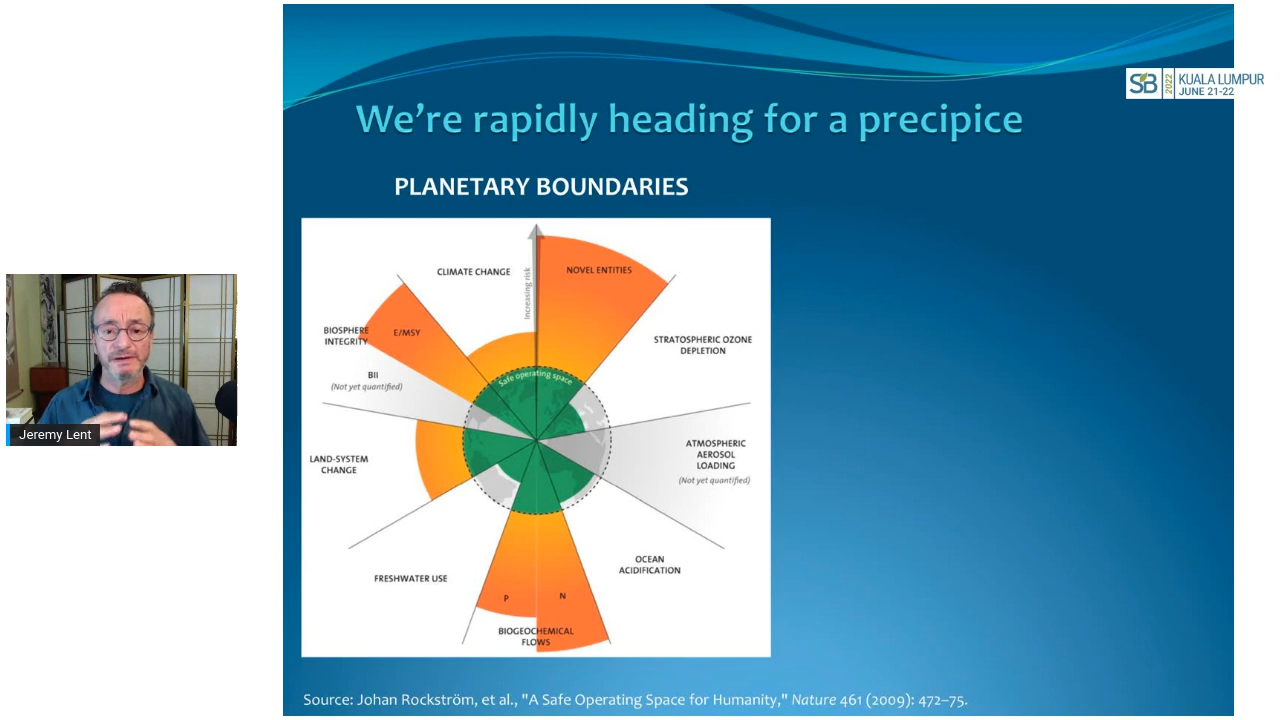 We're rapidly heading for a precipice
SB
2022
KUALA LUMPUR
JUNE 21-22
PLANETARY BOUNDARIES
CLIMATE CHANGE
Increasing risk
NOVEL ENTITIES
BIOSPHERE
INTEGRITY
E/MSY
STRATOSPHERIC OZONE
DEPLETION
BII
(Not yet quantified)
Safe operating space
Jeremy Lent
LAND-SYSTEM
CHANGE
ATMOSPHERIC
AEROSOL
LOADING
(Not yet quantified)
FRESHWATER USE
OCEAN
ACIDIFICATION
P
N
BIOGEOCHEMICAL
FLOWS
Source: Johan Rockström, et al., "A Safe Operating Space for Humanity," Nature 461 (2009): 472–75.